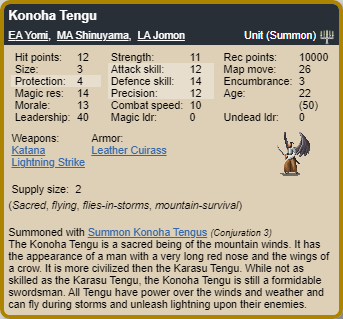 Konoha Tengu
EA Yomi, MA Shinuyama, LA Jomon Unit (Summon)
Hit points: 12 Strength: 11 Rec points: 10000
Size: 3 Attack skill: 12 Map move: 26
Protection: 4 Defence skill: 14 Encumbrance: 3
Magic res: 14 Precision: 12 Age: 22
Morale: 13 Combat speed: 10 (50)
Leadership: 40 Magic ldr: 0 Undead ldr: 0
Weapons: Armor:
Katana Leather Cuirass
Lightning Strike
Supply size: 2
(Sacred, flying, flies-in-storms, mountain-survival)
Summoned with Summon Konoha Tengus (Conjuration 3)
The Konoha Tengu is a sacred being of the mountain winds. It has
the appearance of a man with a very long red nose and the wings of
a crow. It is more civilized then the Karasu Tengu. While not as
skilled as the Karasu Tengu, the Konoha Tengu is still a formidable
swordsman. All Tengu have power over the winds and weather and
can fly during storms and unleash lightning upon their enemies.